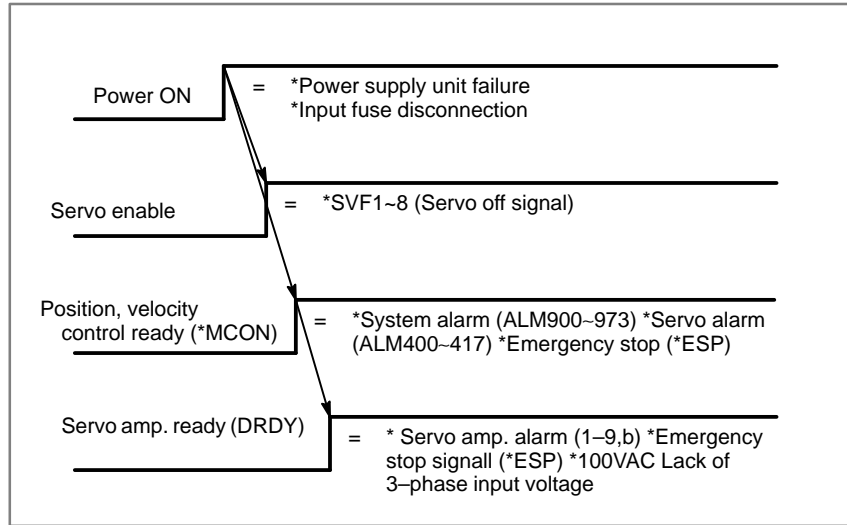 Power ON
= *Power supply unit failure
*Input fuse disconnection
Servo enable
= *SVF1~8 (Servo off signal)
Position, velocity
control ready (*MCON)
= *System alarm (ALM900~973) *Servo alarm
(ALM400~417) *Emergency stop (*ESP)
Servo amp. ready (DRDY)
= * Servo amp. alarm (1–9,b) *Emergency
stop signall (*ESP) *100VAC Lack of
3–phase input voltage